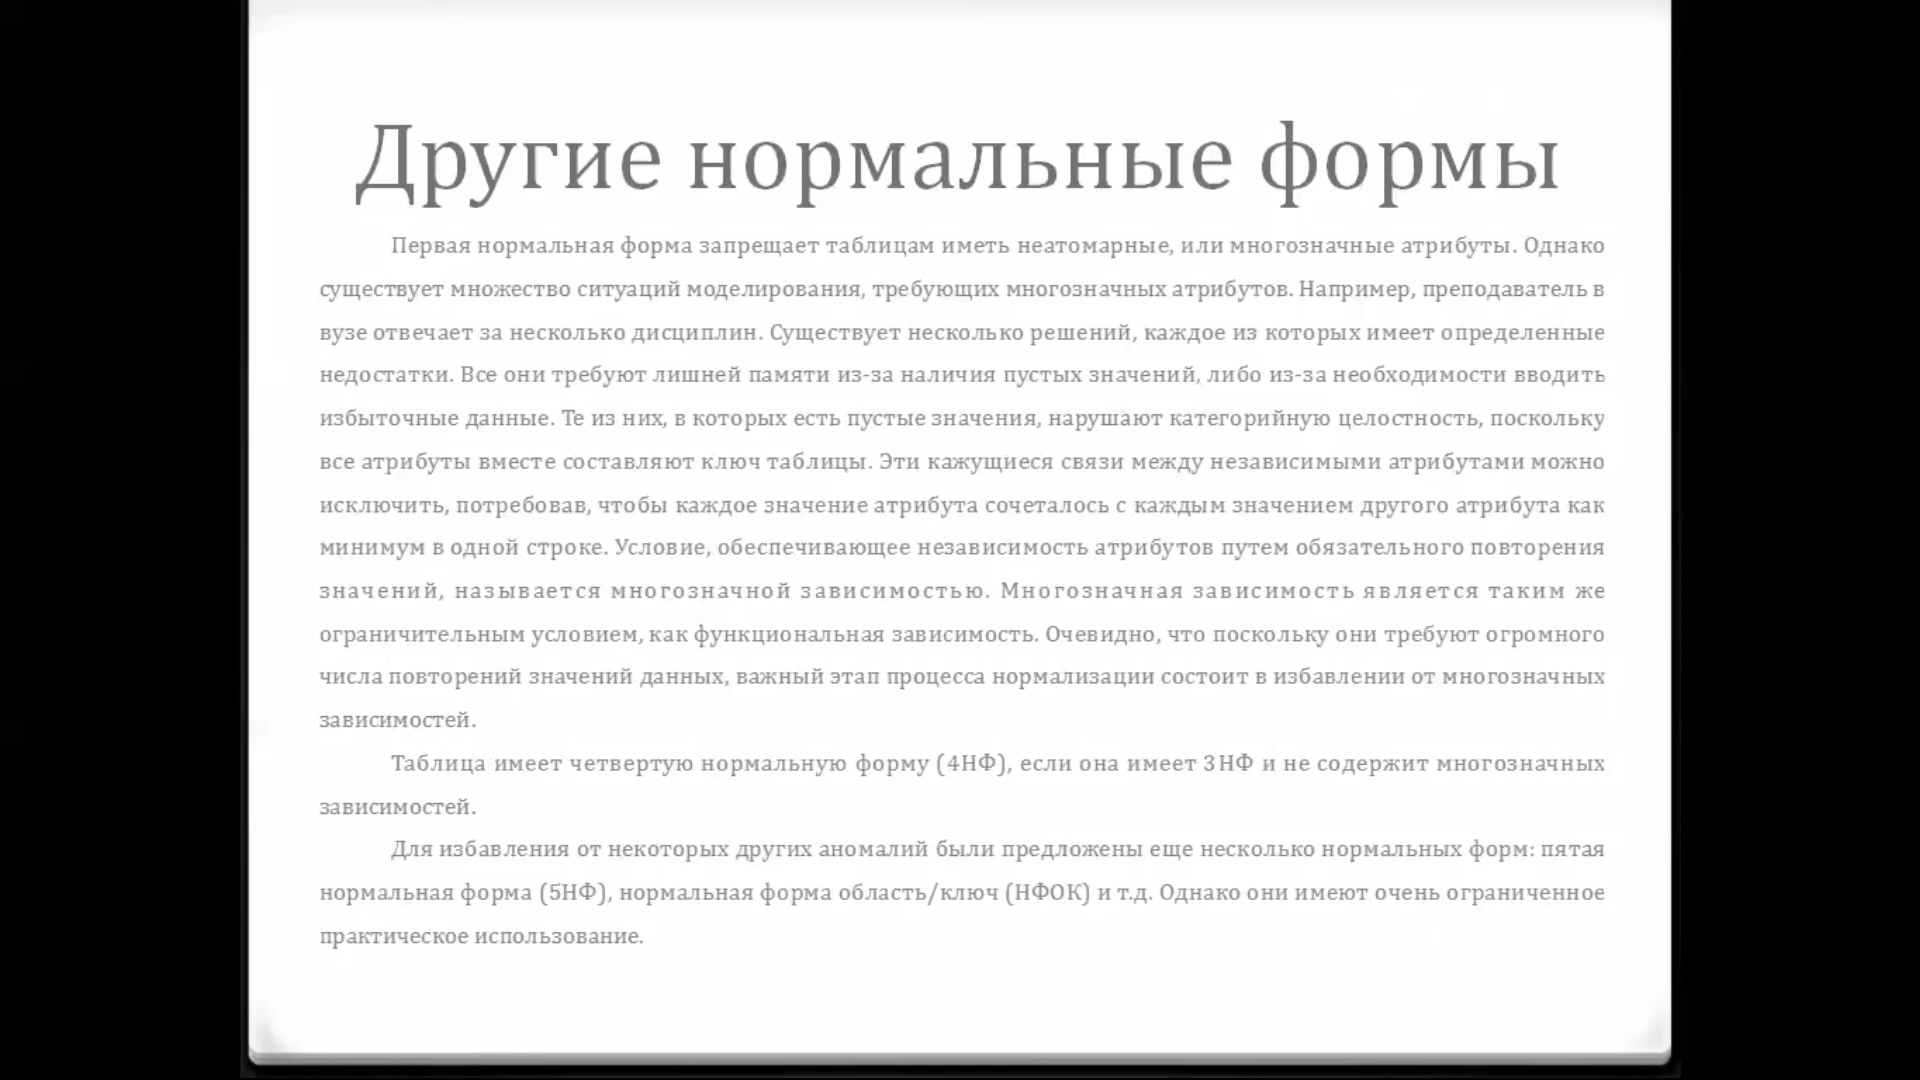 Другие нормальные формы
Первая нормальная форма запрещает таблицам иметь неатомарные, или многозначные атрибуты. Однако
существует множество ситуаций моделирования, требующих многозначных атрибутов. Например, преподаватель в
вузе отвечает за несколько дисциплин. Существует несколько решений, каждое из которых имеет определенные
недостатки. Все они требуют лишней памяти из-за наличия пустых значений, либо из-за необходимости вводить
избыточные данные. Те из них, в которых есть пустые значения, нарушают категорийную целостность, поскольку
все атрибуты вместе составляют ключ таблицы. Эти кажущиеся связи между независимыми атрибутами можно
исключить, потребовав, чтобы каждое значение атрибута сочеталось с каждым значением другого атрибута как
минимум в одной строке. Условие, обеспечивающее независимость атрибутов путем обязательного повторения
значений, называется многозначной зависимостью. Многозначная зависимость является таким же
ограничительным условием, как функциональная зависимость. Очевидно, что поскольку они требуют огромного
числа повторений значений данных, важный этап процесса нормализации состоит в избавлении от многозначных
зависимостей.
Таблица имеет четвертую нормальную форму (4НФ), если она имеет 3НФ и не содержит многозначных
зависимостей.
Для избавления от некоторых других аномалий были предложены еще несколько нормальных форм: пятая
нормальная форма (5НФ), нормальная форма область/ключ (НФОК) и т.д. Однако они имеют очень ограниченное
практическое использование.